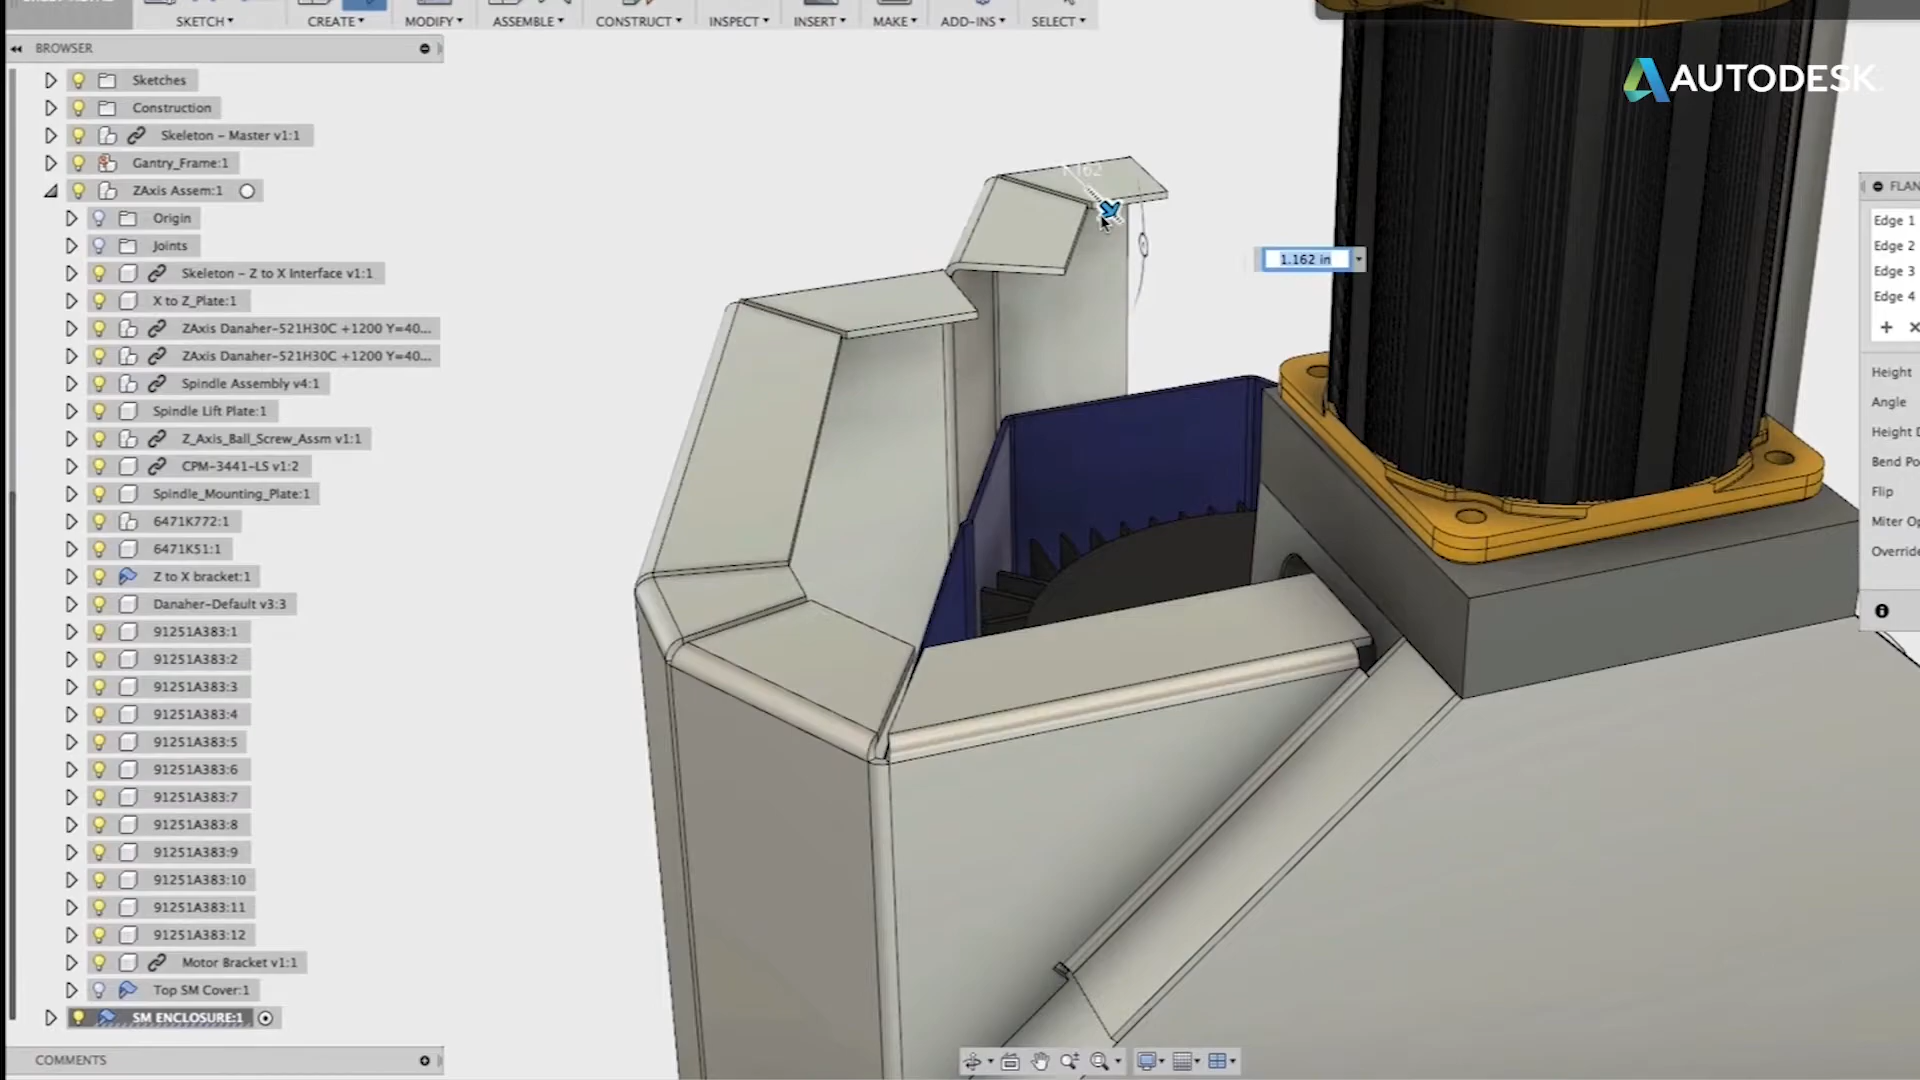 SKETCH
CREATE
MODIFY
ASSEMBLE
CONSTRUCT
INSPECT
INSERT
MAKE
ADD-INS
SELECT
AUTODESK
BROWSER
Sketches
Construction
Skeleton - Master v1:1
Gantry_Frame:1
ZAxis Assem:1
Origin
Joints
Skeleton - Z to X Interface v1:1
X to Z_Plate:1
ZAxis Danaher-521H30C +1200 Y=40...
ZAxis Danaher-521H30C +1200 Y=40...
Spindle Assembly v4:1
Spindle Lift Plate:1
Z_Axis_Ball_Screw_Assm v1:1
CPM-3441-LS v1:2
Spindle_Mounting_Plate:1
6471K772:1
6471K51:1
Z to X bracket:1
Danaher-Default v3:3
91251A383:1
91251A383:2
91251A383:3
91251A383:4
91251A383:5
91251A383:6
91251A383:7
91251A383:8
91251A383:9
91251A383:10
91251A383:11
91251A383:12
Motor Bracket v1:1
Top SM Cover:1
SM ENCLOSURE:1
COMMENTS
1.162
1.162 in
FLAN
Edge 1
Edge 2
Edge 3
Edge 4
Height
Angle
Height D
Bend Po
Flip
Miter Op
Override